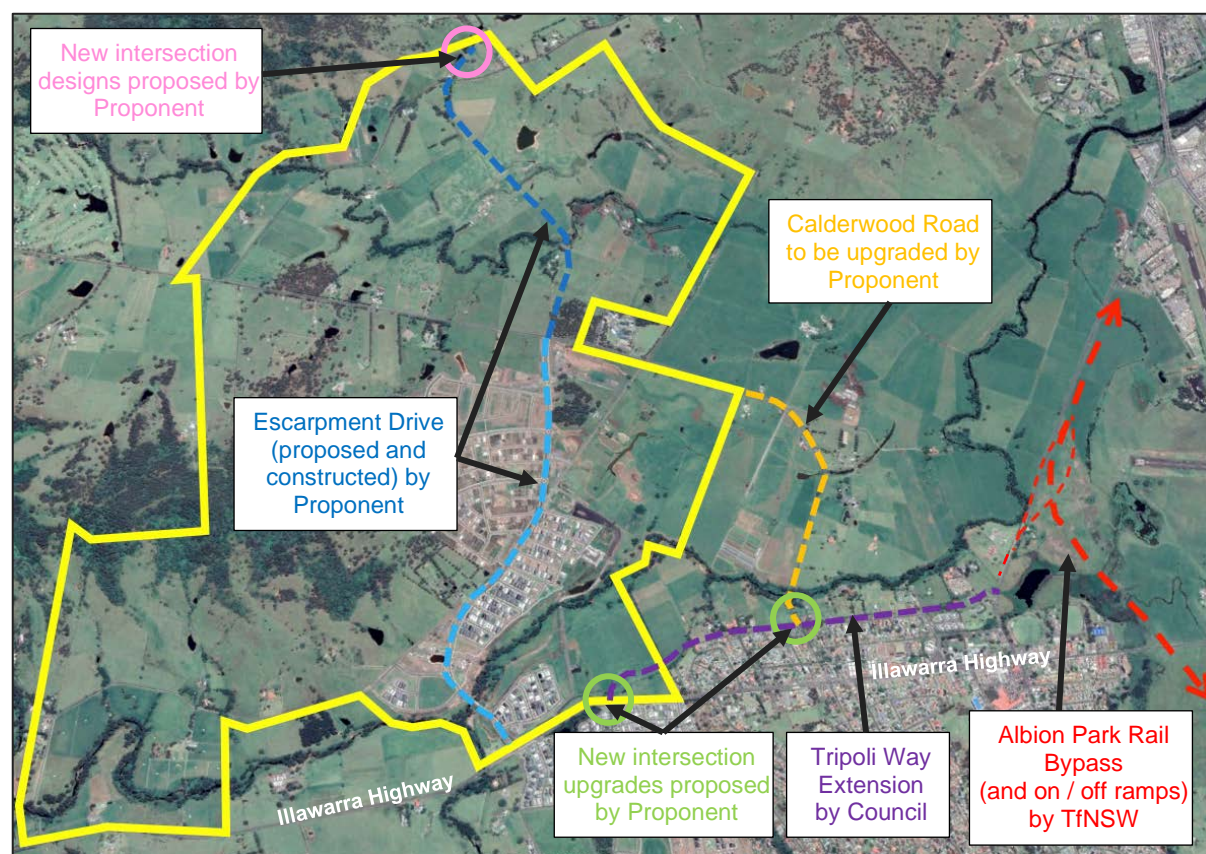 New intersection
designs proposed by
Proponent
Calderwood Road
to be upgraded by
Proponent
Escarpment Drive
(proposed and
constructed) by
Proponent
Illawarra Highway
Illawarra Highway
New intersection
upgrades proposed
by Proponent
Tripoli Way
Extension
by Council
Albion Park Rail
Bypass
(and on / off ramps)
by TfNSW